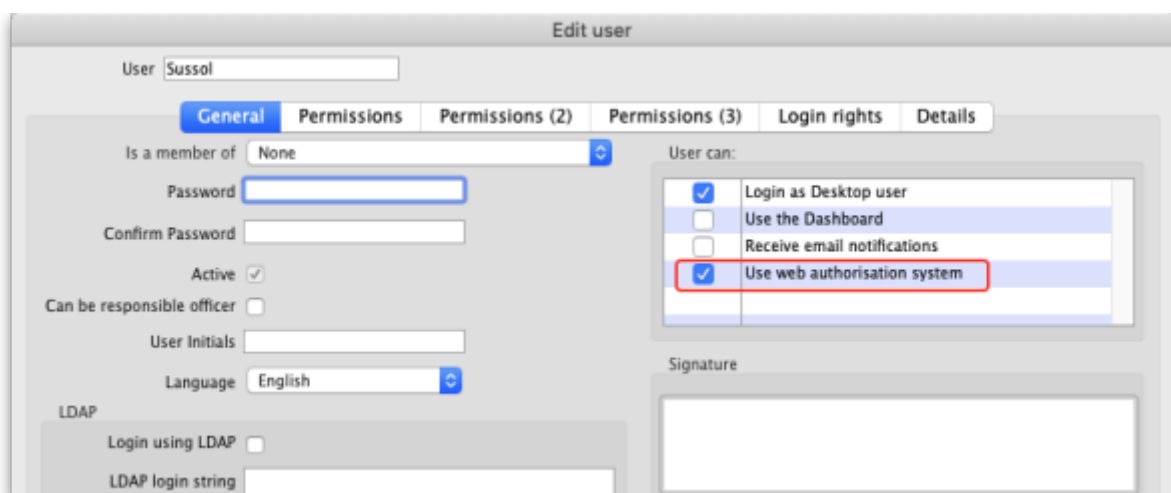 Edit user
User Sussol
General Permissions Permissions (2) Permissions (3) Login rights Details
Is a member of None
Password
Confirm Password
Active
Can be responsible officer
User Initials
Language English
LDAP
Login using LDAP
LDAP login string
User can:
Login as Desktop user
Use the Dashboard
Receive email notifications
Use web authorisation system
Signature